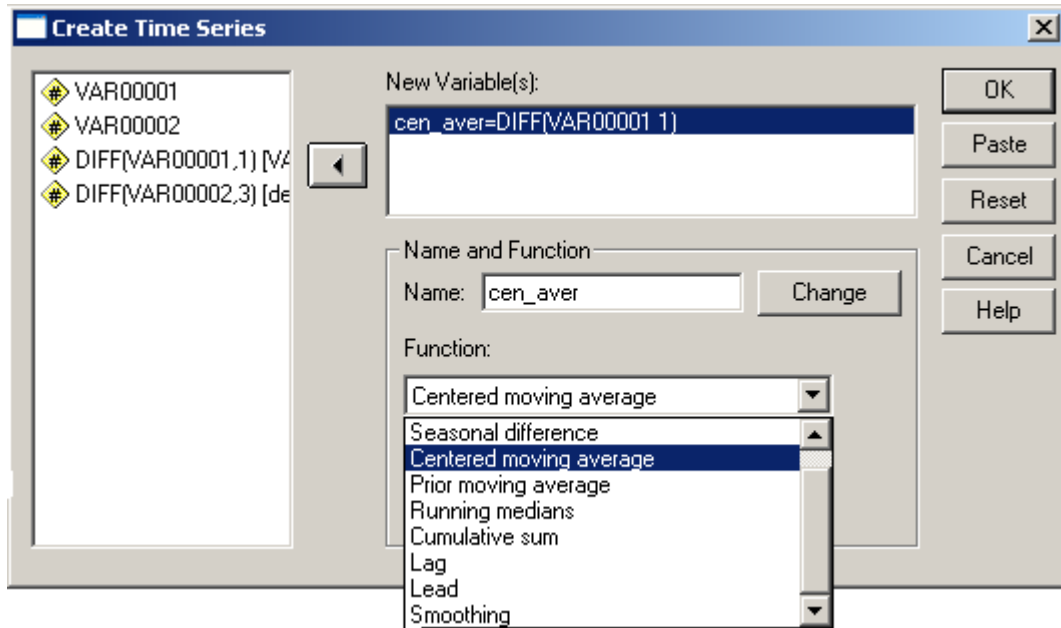 Create Time Series
VAR00001
VAR00002
DIFF(VAR00001,1) [VA
DIFF(VAR00002,3) [de
New Variable(s):
cen_aver=DIFF(VAR00001 1)
Name and Function
Name: cen_aver
Change
Function:
Centered moving average
Seasonal difference
Centered moving average
Prior moving average
Running medians
Cumulative sum
Lag
Lead
Smoothing
OK
Paste
Reset
Cancel
Help